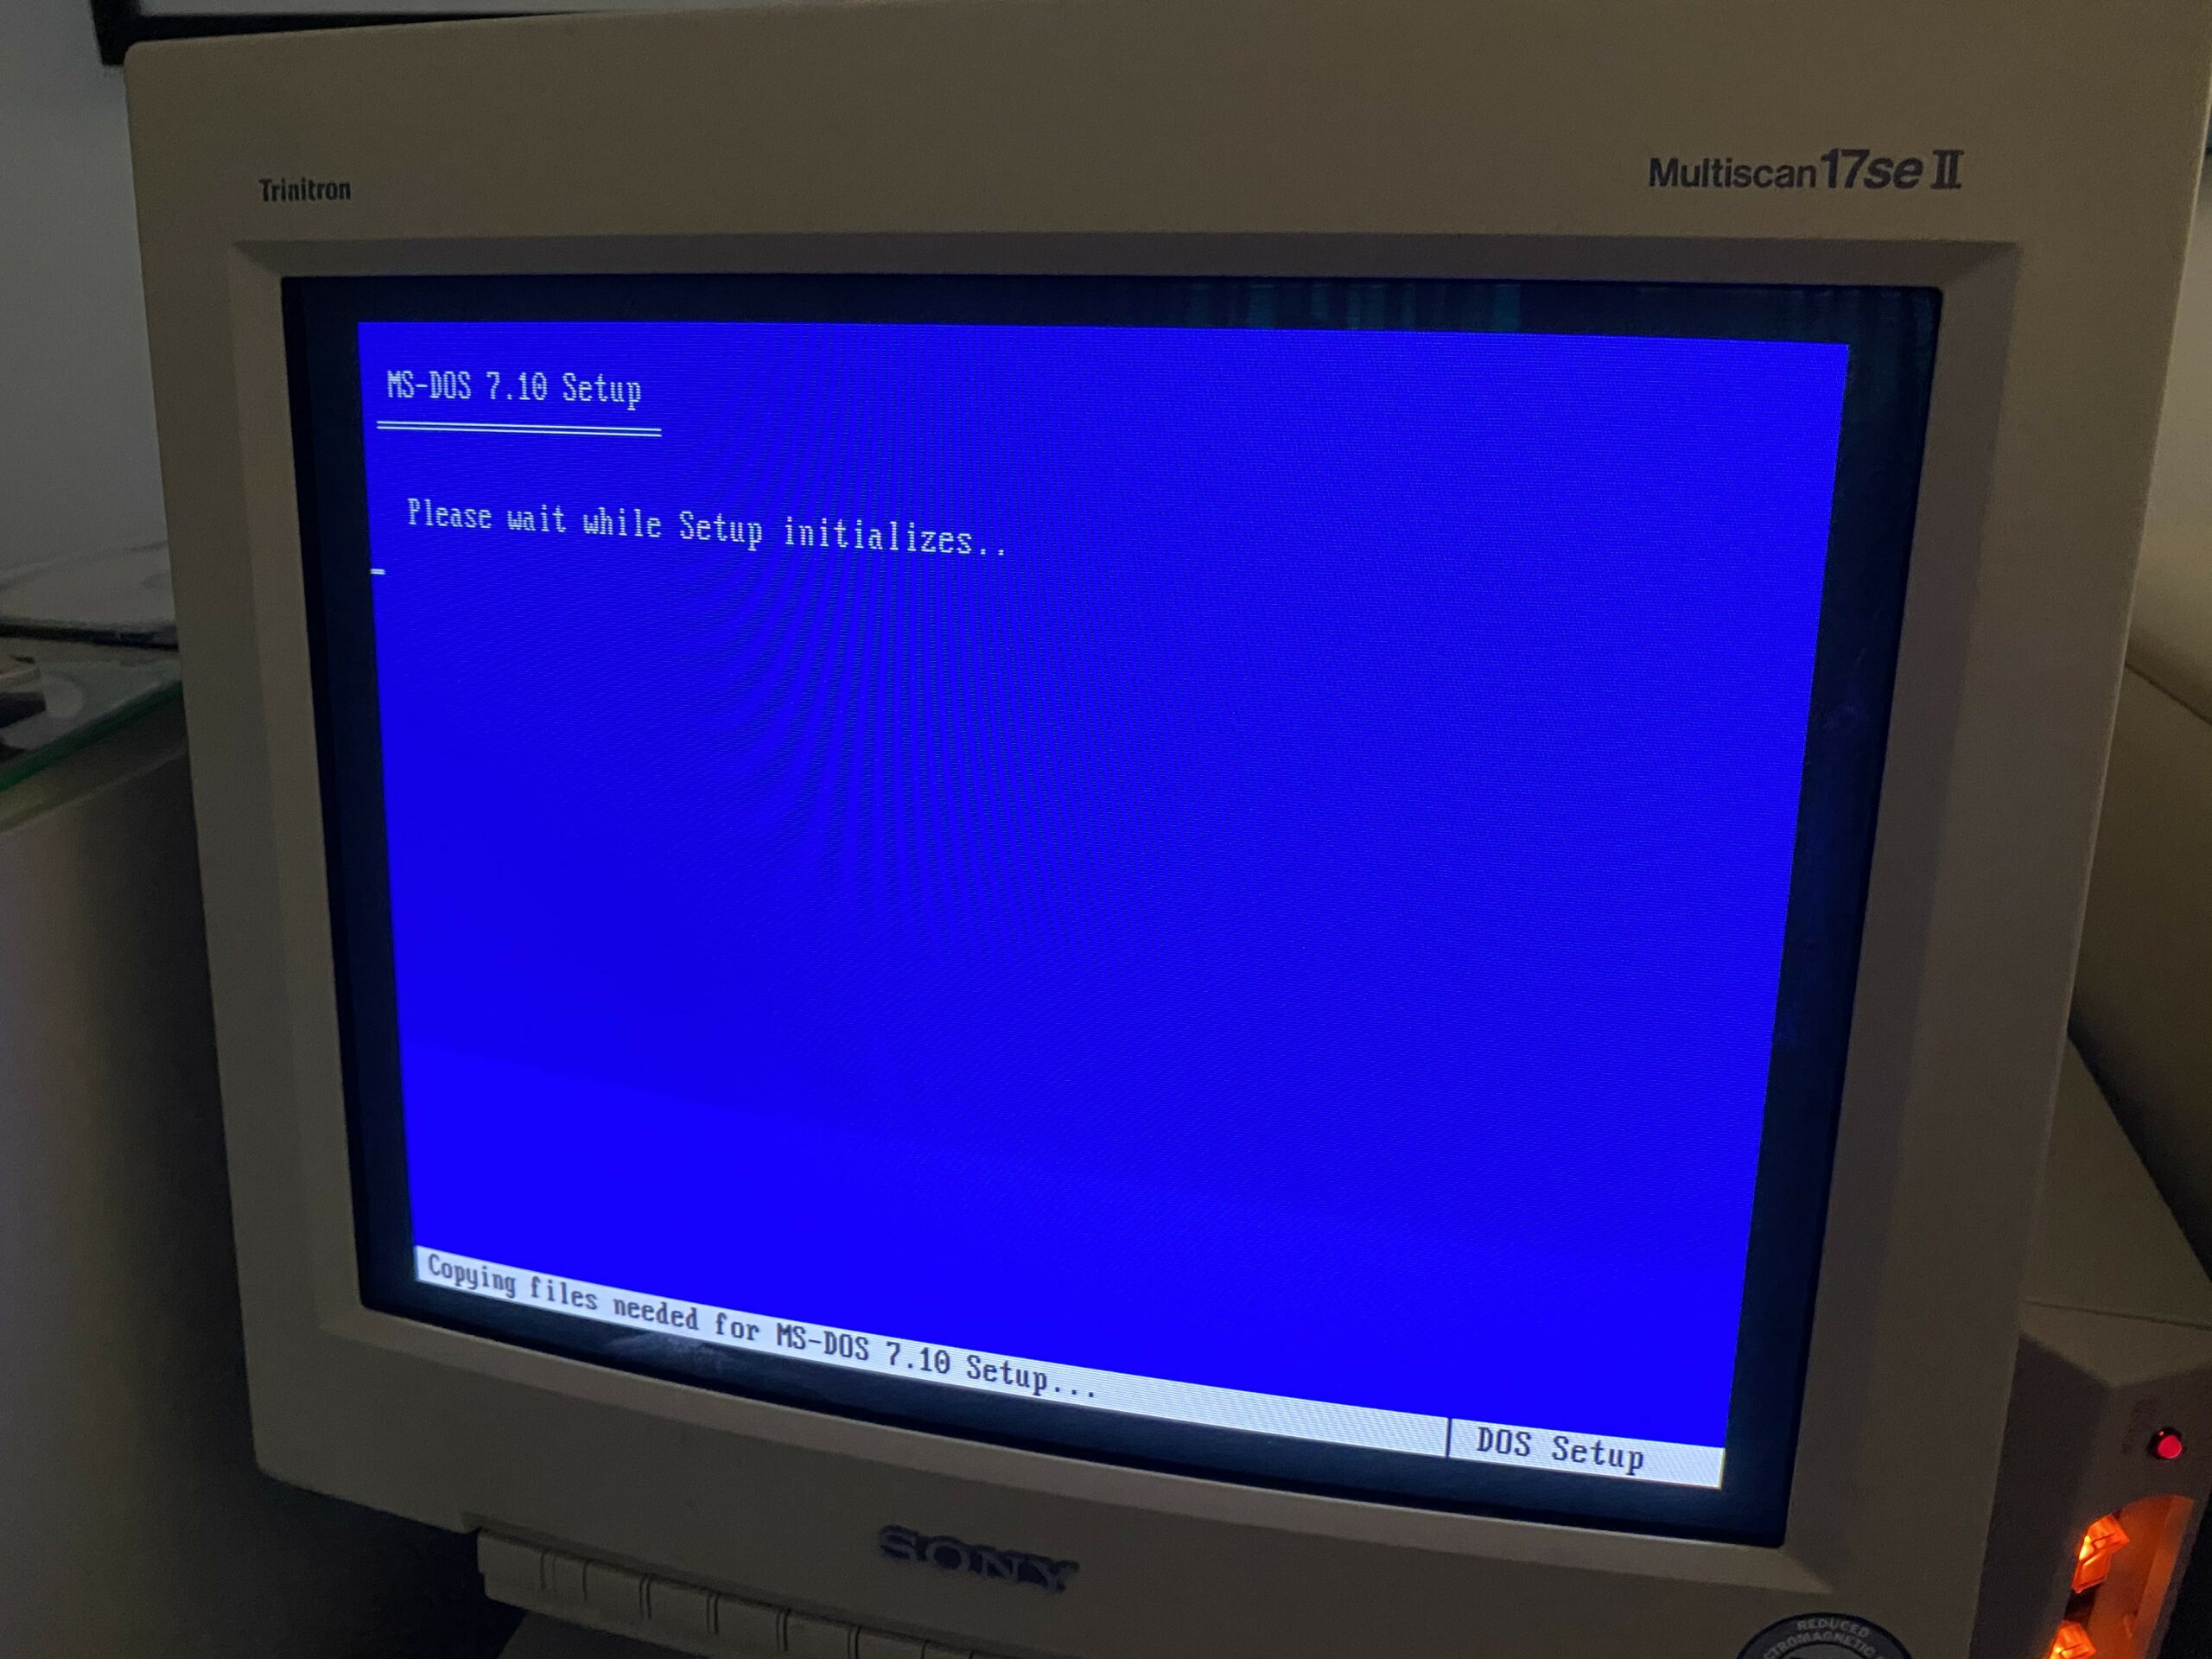 Trinitron
Multiscan17se II
MS-DOS 7.10 Setup
Please wait while Setup initializes..
Copying files needed for MS-DOS 7.10 Setup...
DOS Setup
SONY
REDUCED